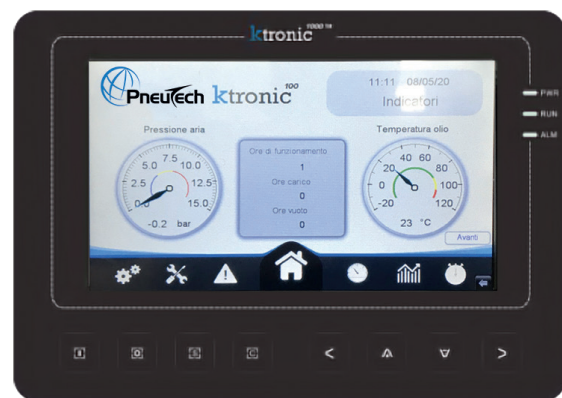 ktronic 1000 TM
PneuTech ktronic 100
11:11 08/05/20
Indicatori
PWR
RUN
ALM
Pressione aria
0.0
2.5
5.0
7.5
10.0
12.5
15.0
-0.2 bar
Ore di funzionamento
1
Ore carico
0
Ore vuoto
0
Temperatura olio
-20
0
20
40
60
80
100
120
23 °C
Avanti
I
O
C